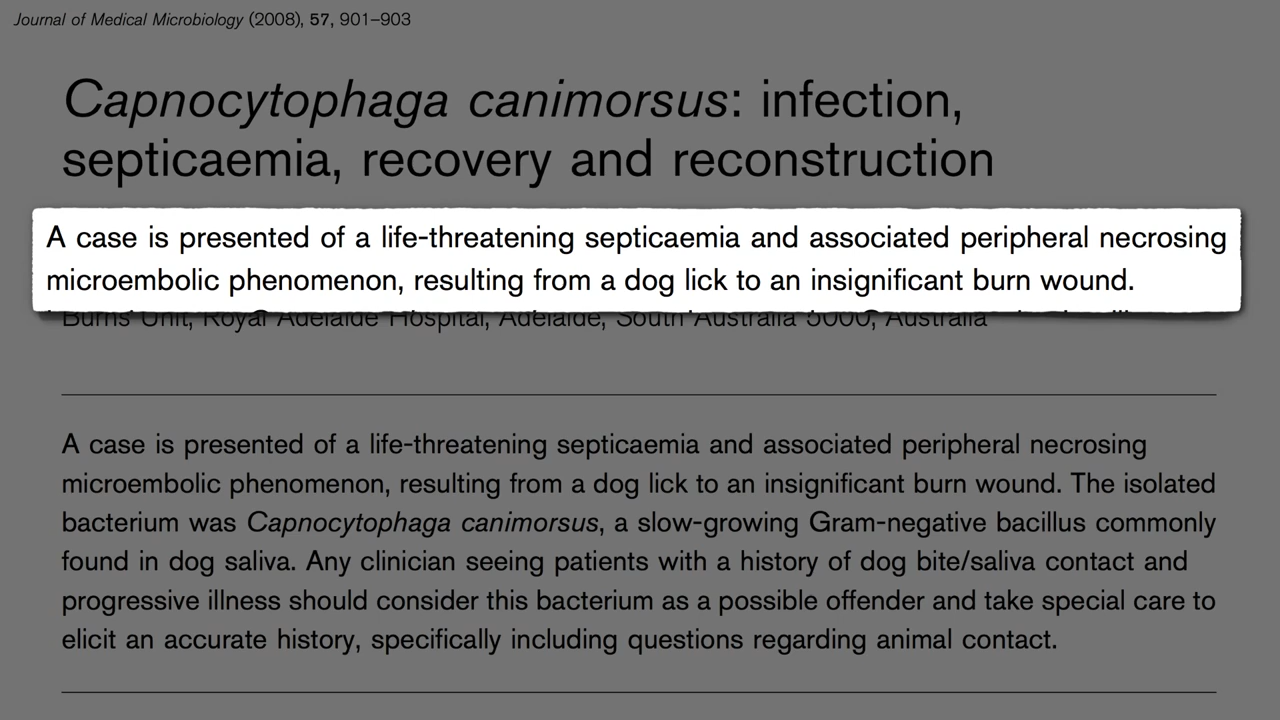 Journal of Medical Microbiology (2008), 57, 901–903
Capnocytophaga canimorsus: infection,
septicaemia, recovery and reconstruction
A case is presented of a life-threatening septicaemia and associated peripheral necrosing
microembolic phenomenon, resulting from a dog lick to an insignificant burn wound.
Burns Unit, Royal Adelaide Hospital, Adelaide, South Australia 5000, Australia
A case is presented of a life-threatening septicaemia and associated peripheral necrosing
microembolic phenomenon, resulting from a dog lick to an insignificant burn wound. The isolated
bacterium was Capnocytophaga canimorsus, a slow-growing Gram-negative bacillus commonly
found in dog saliva. Any clinician seeing patients with a history of dog bite/saliva contact and
progressive illness should consider this bacterium as a possible offender and take special care to
elicit an accurate history, specifically including questions regarding animal contact.